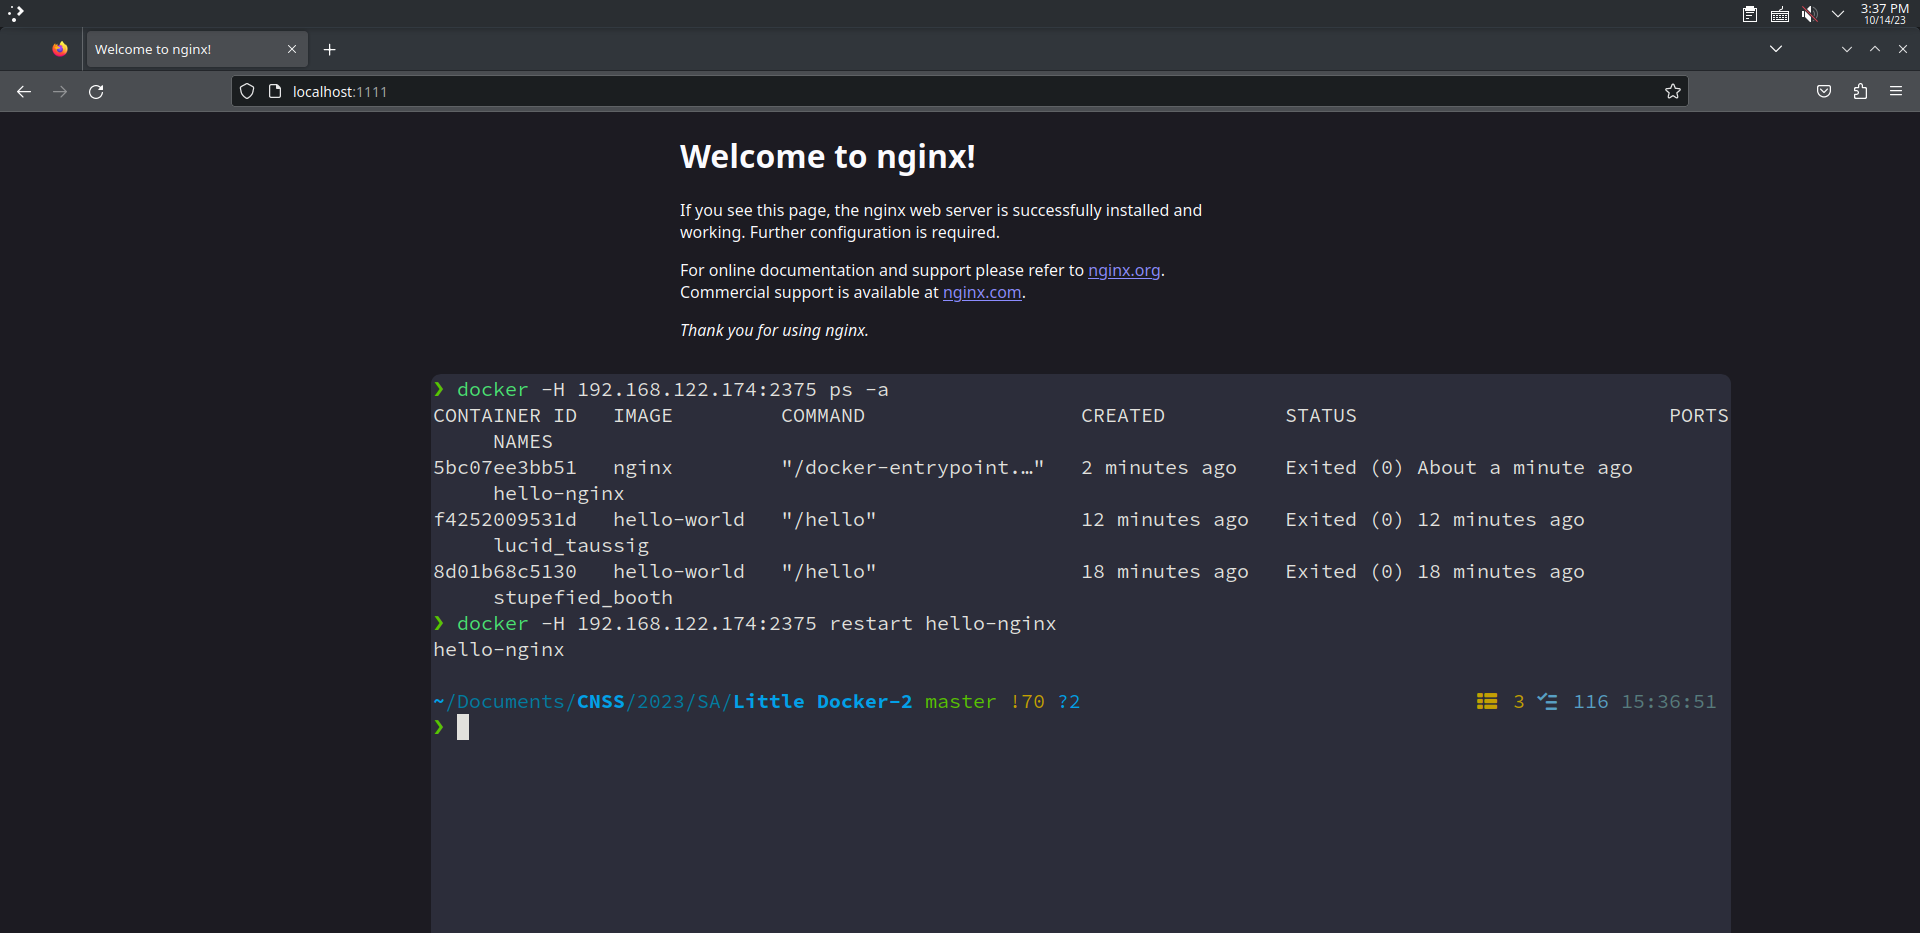 3:37 PM
10/14/23
Welcome to nginx!
localhost:1111
Welcome to nginx!
If you see this page, the nginx web server is successfully installed and
working. Further configuration is required.
For online documentation and support please refer to nginx.org.
Commercial support is available at nginx.com.
Thank you for using nginx.
❯ docker -H 192.168.122.174:2375 ps -a
CONTAINER ID   IMAGE         COMMAND                  CREATED          STATUS                          PORTS
     NAMES
5bc07ee3bb51   nginx         "/docker-entrypoint.…"   2 minutes ago    Exited (0) About a minute ago
     hello-nginx
f4252009531d   hello-world   "/hello"                 12 minutes ago   Exited (0) 12 minutes ago
     lucid_taussig
8d01b68c5130   hello-world   "/hello"                 18 minutes ago   Exited (0) 18 minutes ago
     stupefied_booth
❯ docker -H 192.168.122.174:2375 restart hello-nginx
hello-nginx
~/Documents/CNSS/2023/SA/Little Docker-2 master !70 ?2 3 116 15:36:51
❯